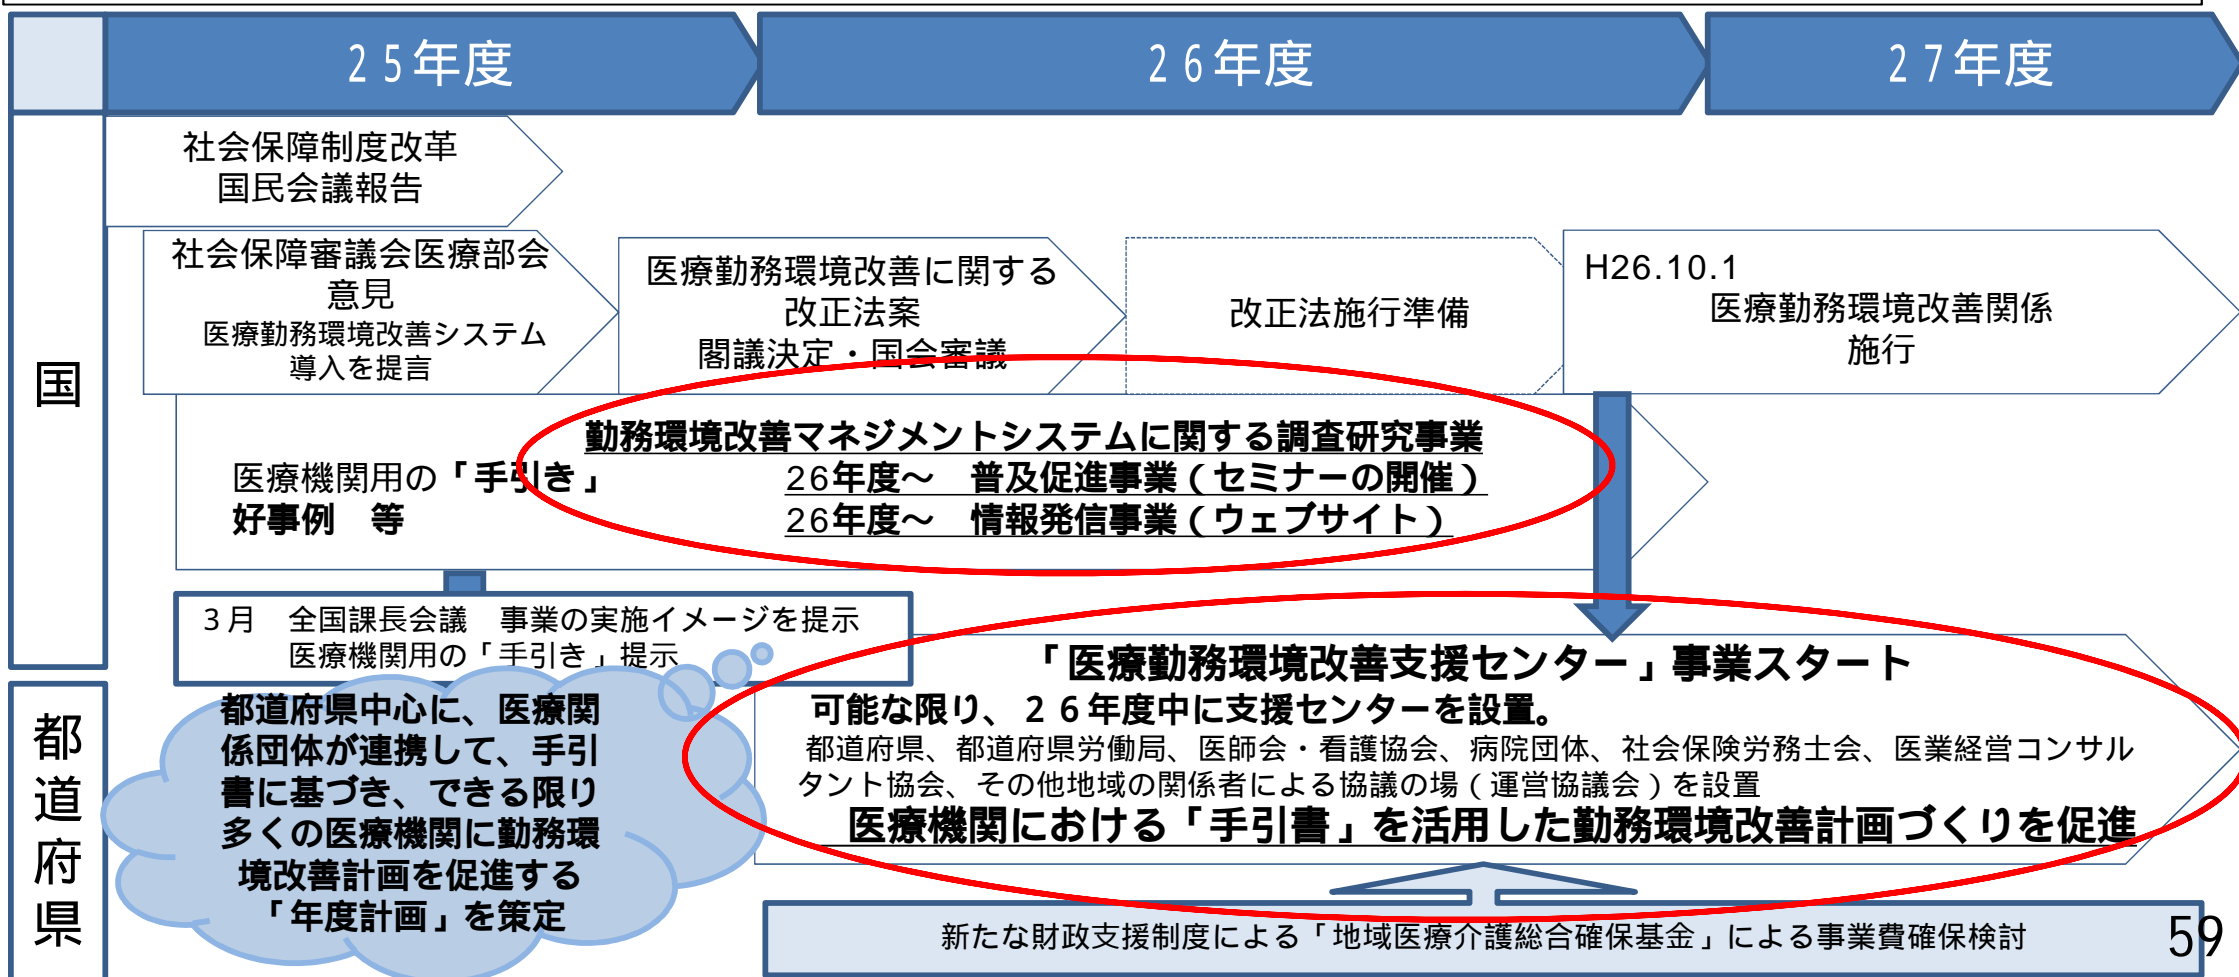 25年度
26年度
27年度
国
社会保障制度改革
国民会議報告
社会保障審議会医療部会
意見
医療勤務環境改善システム
導入を提言
医療勤務環境改善に関する
改正法案
閣議決定・国会審議
改正法施行準備
H26.10.1
医療勤務環境改善関係
施行
勤務環境改善マネジメントシステムに関する調査研究事業
医療機関用の「手引き」
好事例　等
26年度～　普及促進事業(セミナーの開催)
26年度～　情報発信事業(ウェブサイト)
3月　全国課長会議　事業の実施イメージを提示
医療機関用の「手引き」提示
都道府県
都道府県中心に、医療関
係団体が連携して、手引
書に基づき、できる限り
多くの医療機関に勤務環
境改善計画を促進する
「年度計画」を策定
「医療勤務環境改善支援センター」事業スタート
可能な限り、26年度中に支援センターを設置。
都道府県、都道府県労働局、医師会・看護協会、病院団体、社会保険労務士会、医業経営コンサル
タント協会、その他地域の関係者による協議の場(運営協議会)を設置
医療機関における「手引書」を活用した勤務環境改善計画づくりを促進
新たな財政支援制度による「地域医療介護総合確保基金」による事業費確保検討
59